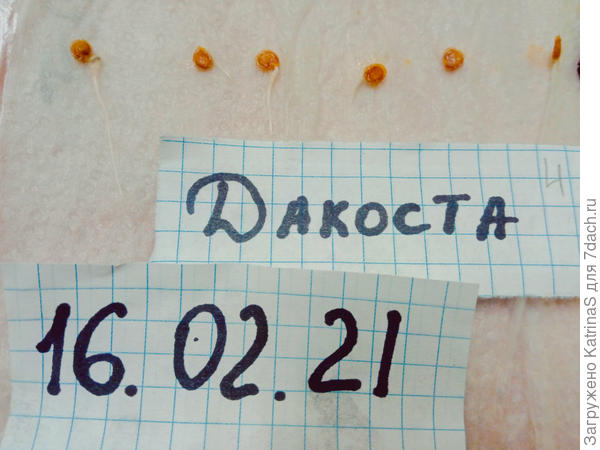 4
Дакоста
16.02.21
Загружено KatrinaS для 7dach.ru